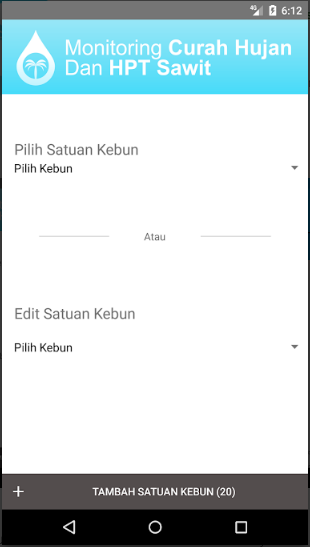 4G 6:12
Monitoring Curah Hujan
Dan HPT Sawit
Pilih Satuan Kebun
Pilih Kebun
Atau
Edit Satuan Kebun
Pilih Kebun
+ TAMBAH SATUAN KEBUN (20)